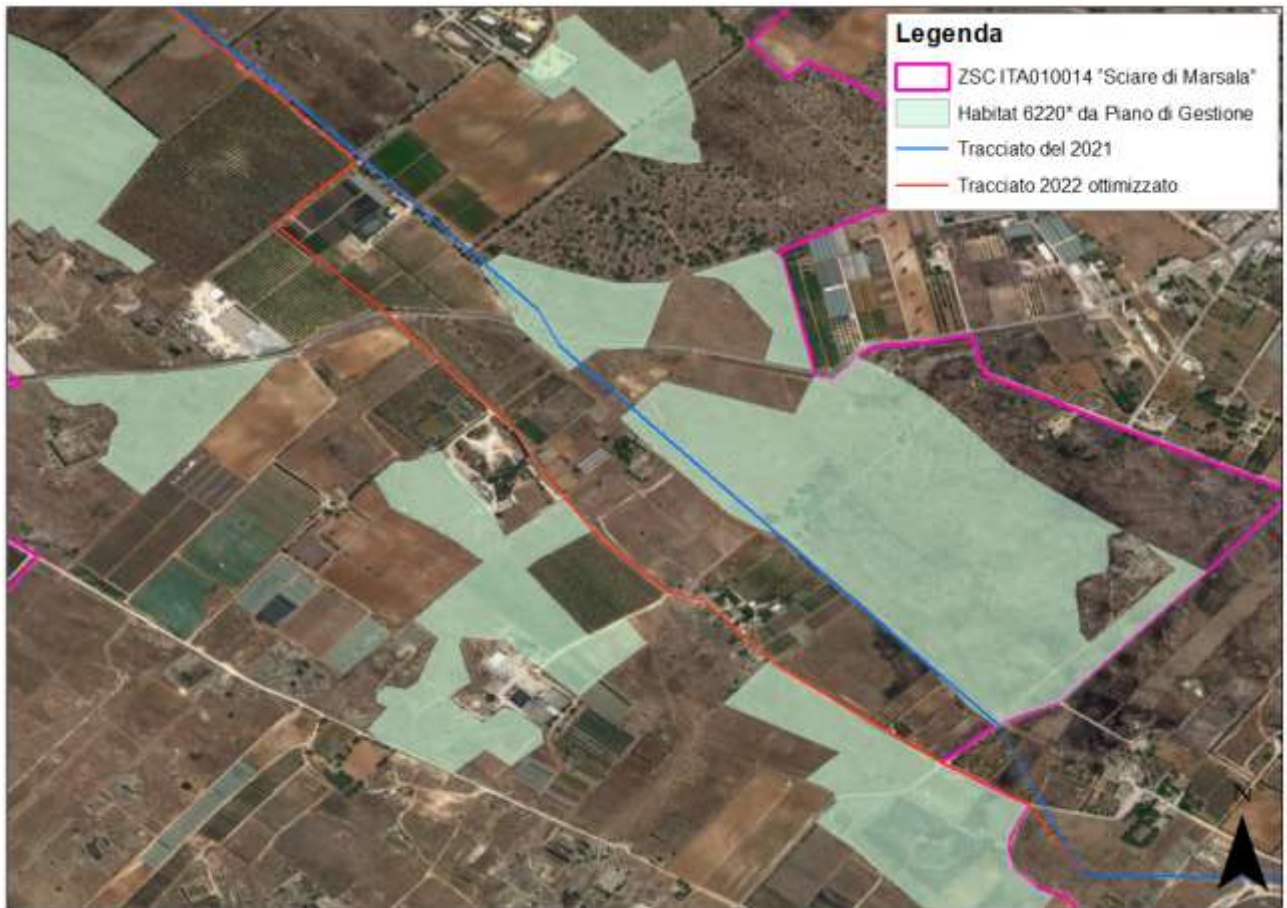 Legenda
ZSC ITA010014 "Sciare di Marsala"
Habitat 6220* da Piano di Gestione
Tracciato del 2021
Tracciato 2022 ottimizzato
N